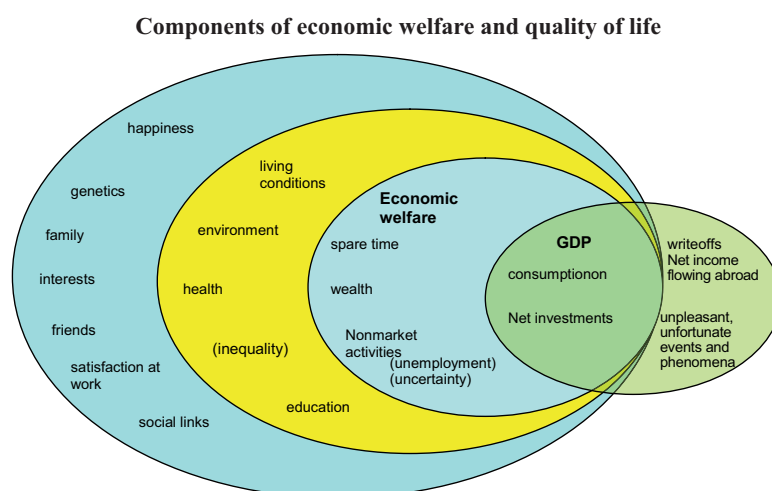 Components of economic welfare and quality of life
happiness
genetics
family
interests
friends
satisfaction at
work
social links
living
conditions
environment
health
(inequality)
education
Economic
welfare
spare time
wealth
Nonmarket
activities
(unemployment)
(uncertainty)
GDP
consumptionon
Net investments
writeoffs
Net income
flowing abroad
unpleasant,
unfortunate
events and
phenomena